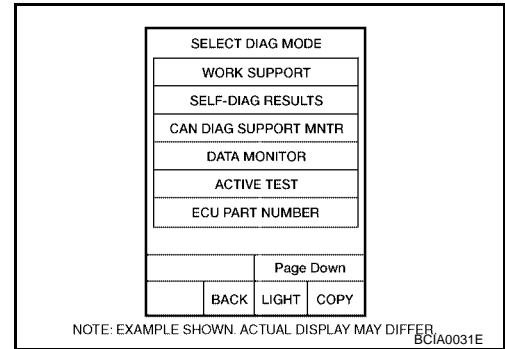 SELECT DIAG MODE
WORK SUPPORT
SELF-DIAG RESULTS
CAN DIAG SUPPORT MNTR
DATA MONITOR
ACTIVE TEST
ECU PART NUMBER
Page Down
BACK LIGHT COPY
NOTE: EXAMPLE SHOWN. ACTUAL DISPLAY MAY DIFFER.
BCIA0031E